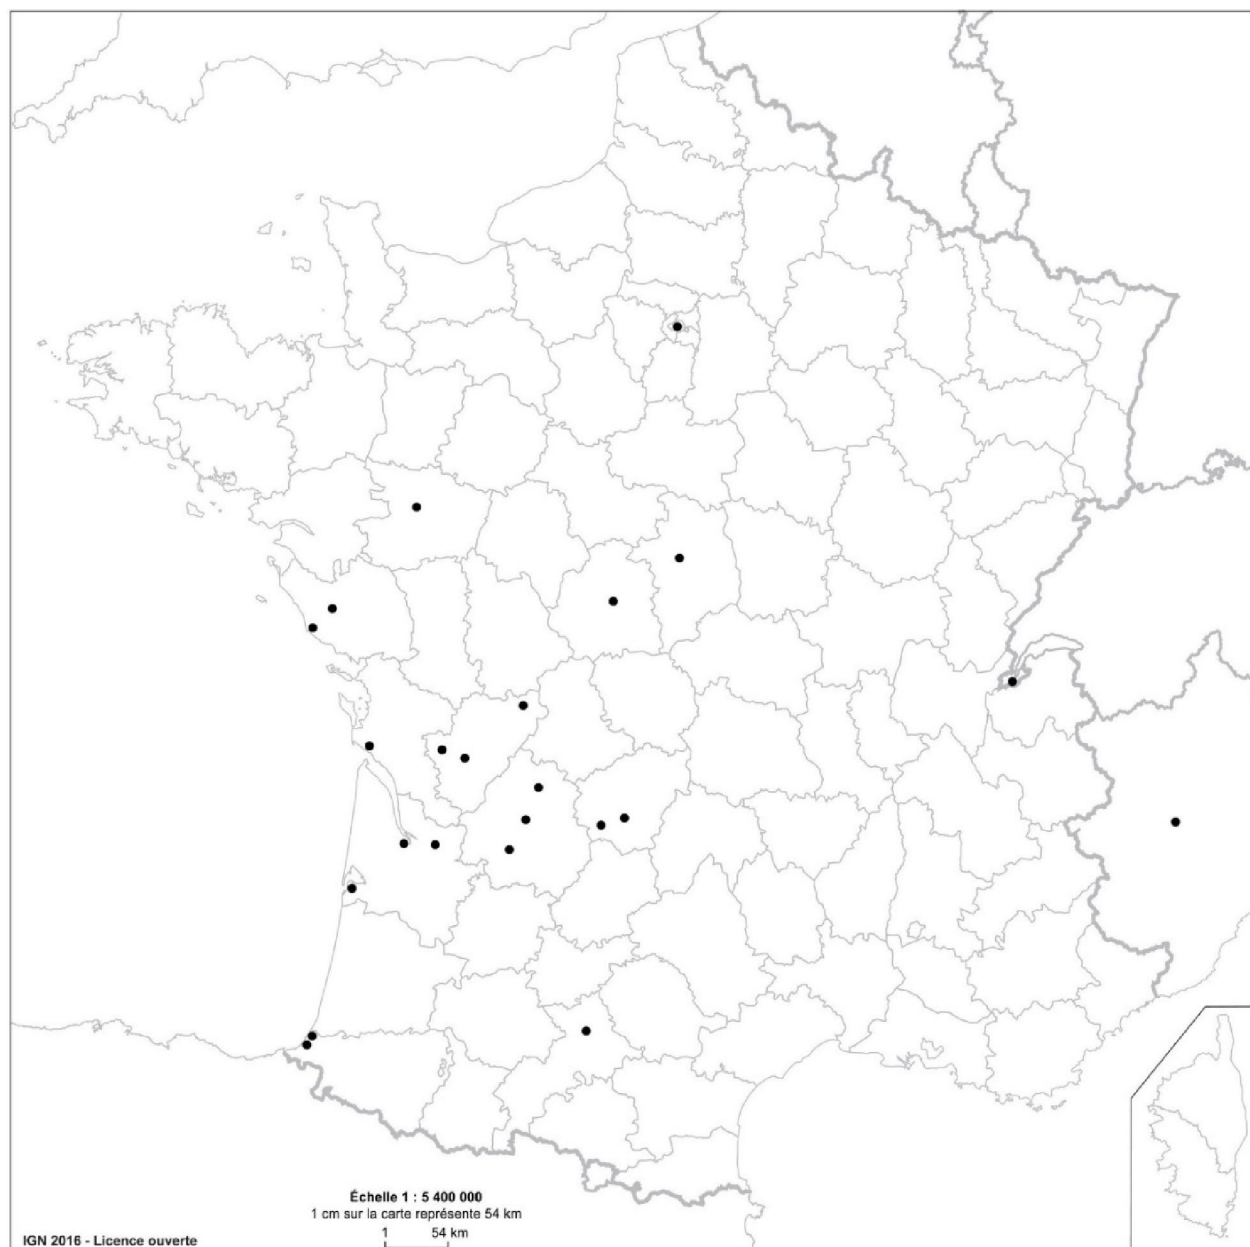 Échelle 1 : 5 400 000
1 cm sur la carte représente 54 km
1 54 km
IGN 2016 - Licence ouverte